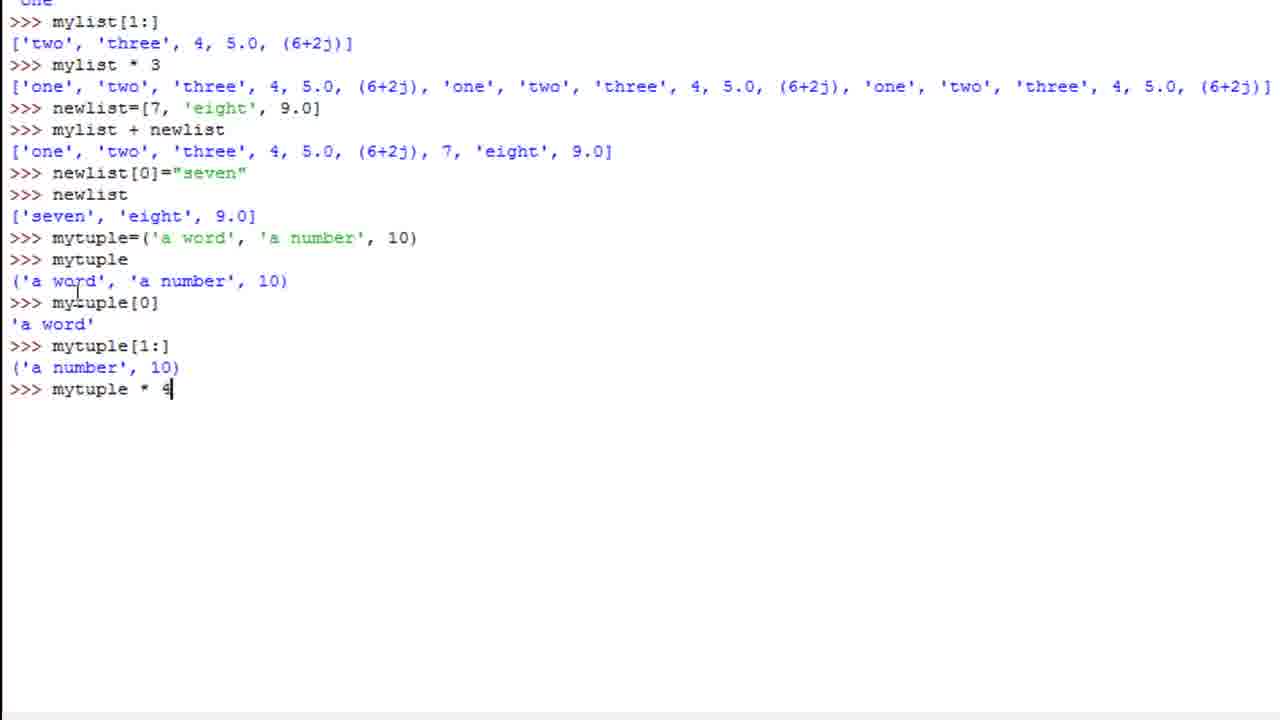 'one'
>>> mylist[1:]
['two', 'three', 4, 5.0, (6+2j)]
>>> mylist * 3
['one', 'two', 'three', 4, 5.0, (6+2j), 'one', 'two', 'three', 4, 5.0, (6+2j), 'one', 'two', 'three', 4, 5.0, (6+2j)]
>>> newlist=[7, 'eight', 9.0]
>>> mylist + newlist
['one', 'two', 'three', 4, 5.0, (6+2j), 7, 'eight', 9.0]
>>> newlist[0]="seven"
>>> newlist
['seven', 'eight', 9.0]
>>> mytuple=('a word', 'a number', 10)
>>> mytuple
('a word', 'a number', 10)
>>> mytuple[0]
'a word'
>>> mytuple[1:]
('a number', 10)
>>> mytuple * 4